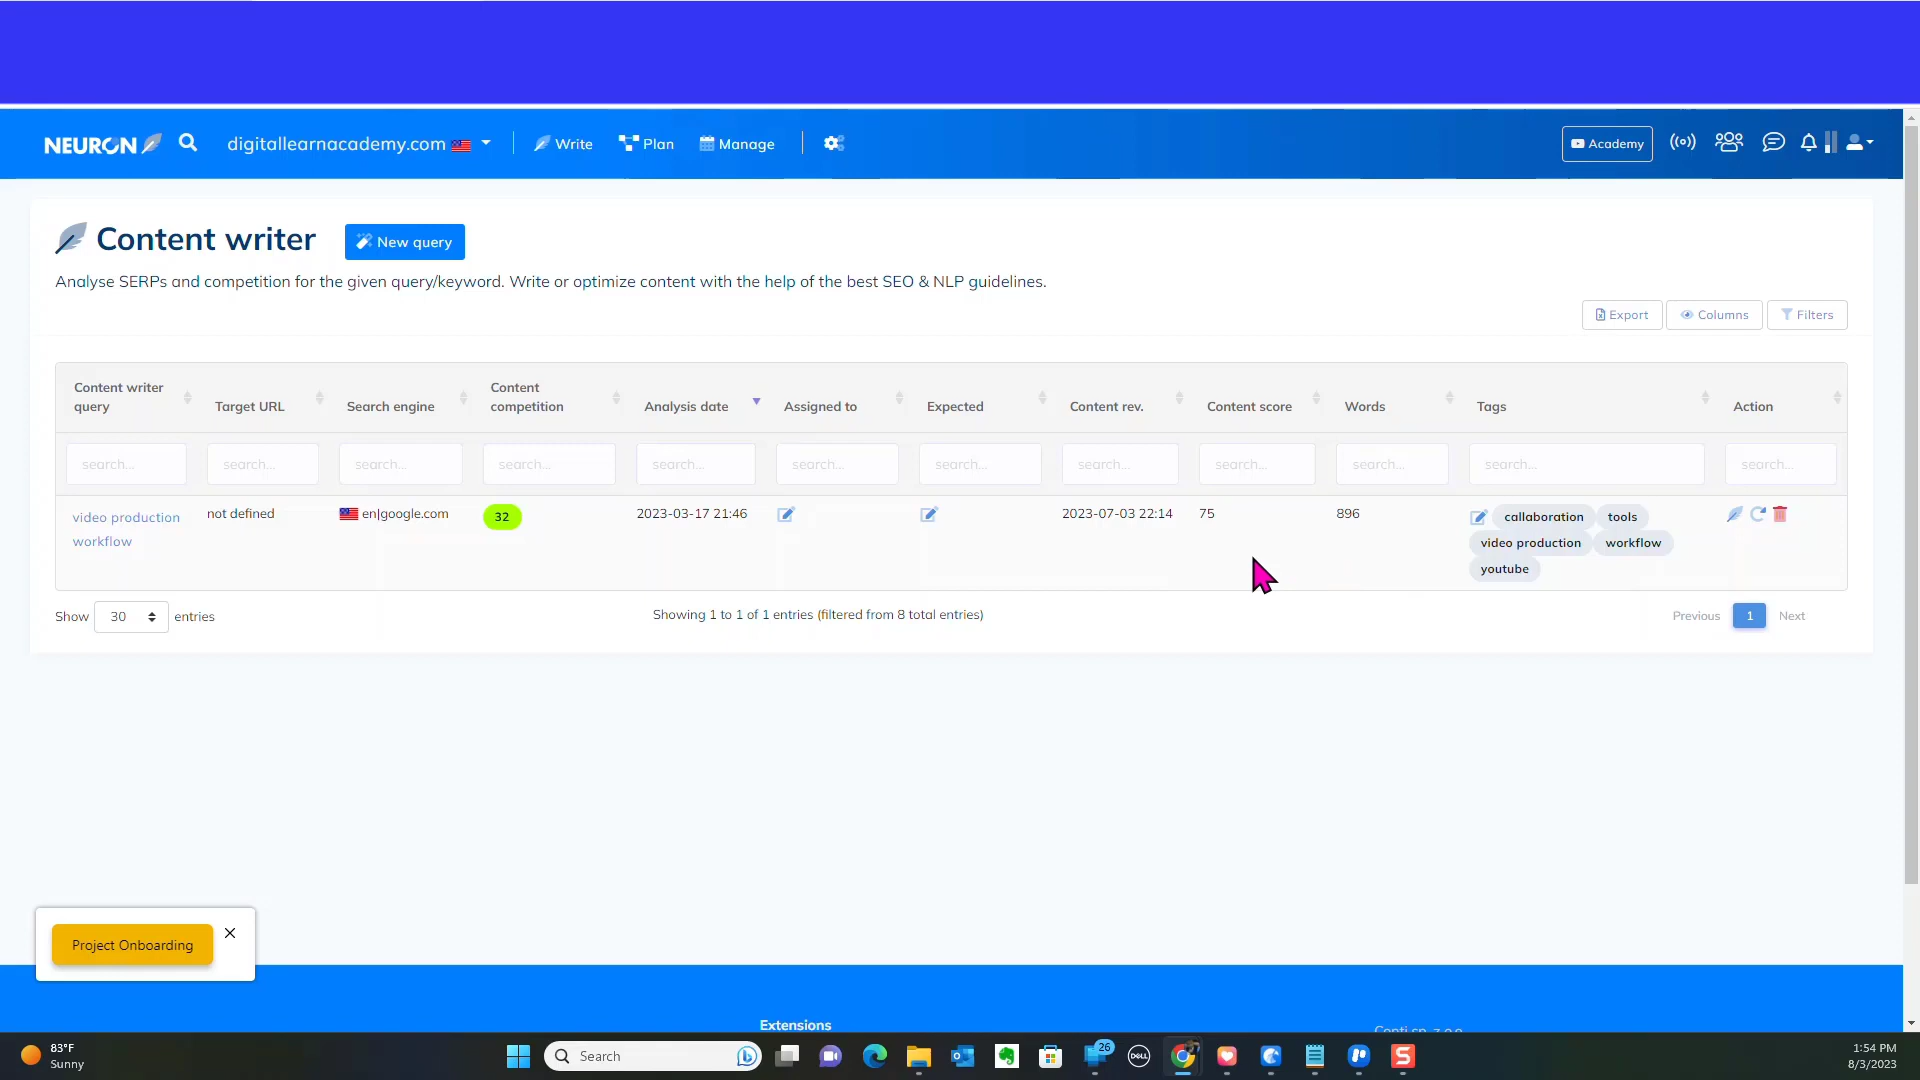 NEURON
digitallearnacademy.com
Write
Plan
Manage
Academy
Content writer
New query
Analyse SERPs and competition for the given query/keyword. Write or optimize content with the help of the best SEO & NLP guidelines.
Export
Columns
Filters
Content writer
query
Target URL
Search engine
Content
competition
Analysis date
Assigned to
Expected
Content rev.
Content score
Words
Tags
Action
search...
search...
search...
search...
search...
search...
search...
search...
search...
search...
search...
search...
video production
workflow
not defined
en|google.com
32
2023-03-17 21:46
2023-07-03 22:14
75
896
callaboration
tools
video production
workflow
youtube
Show 30 entries
Showing 1 to 1 of 1 entries (filtered from 8 total entries)
Previous
1
Next
Project Onboarding
Extensions
Conti sp. z o.o.
83°F
Sunny
Search
26
DELL
1:54 PM
8/3/2023